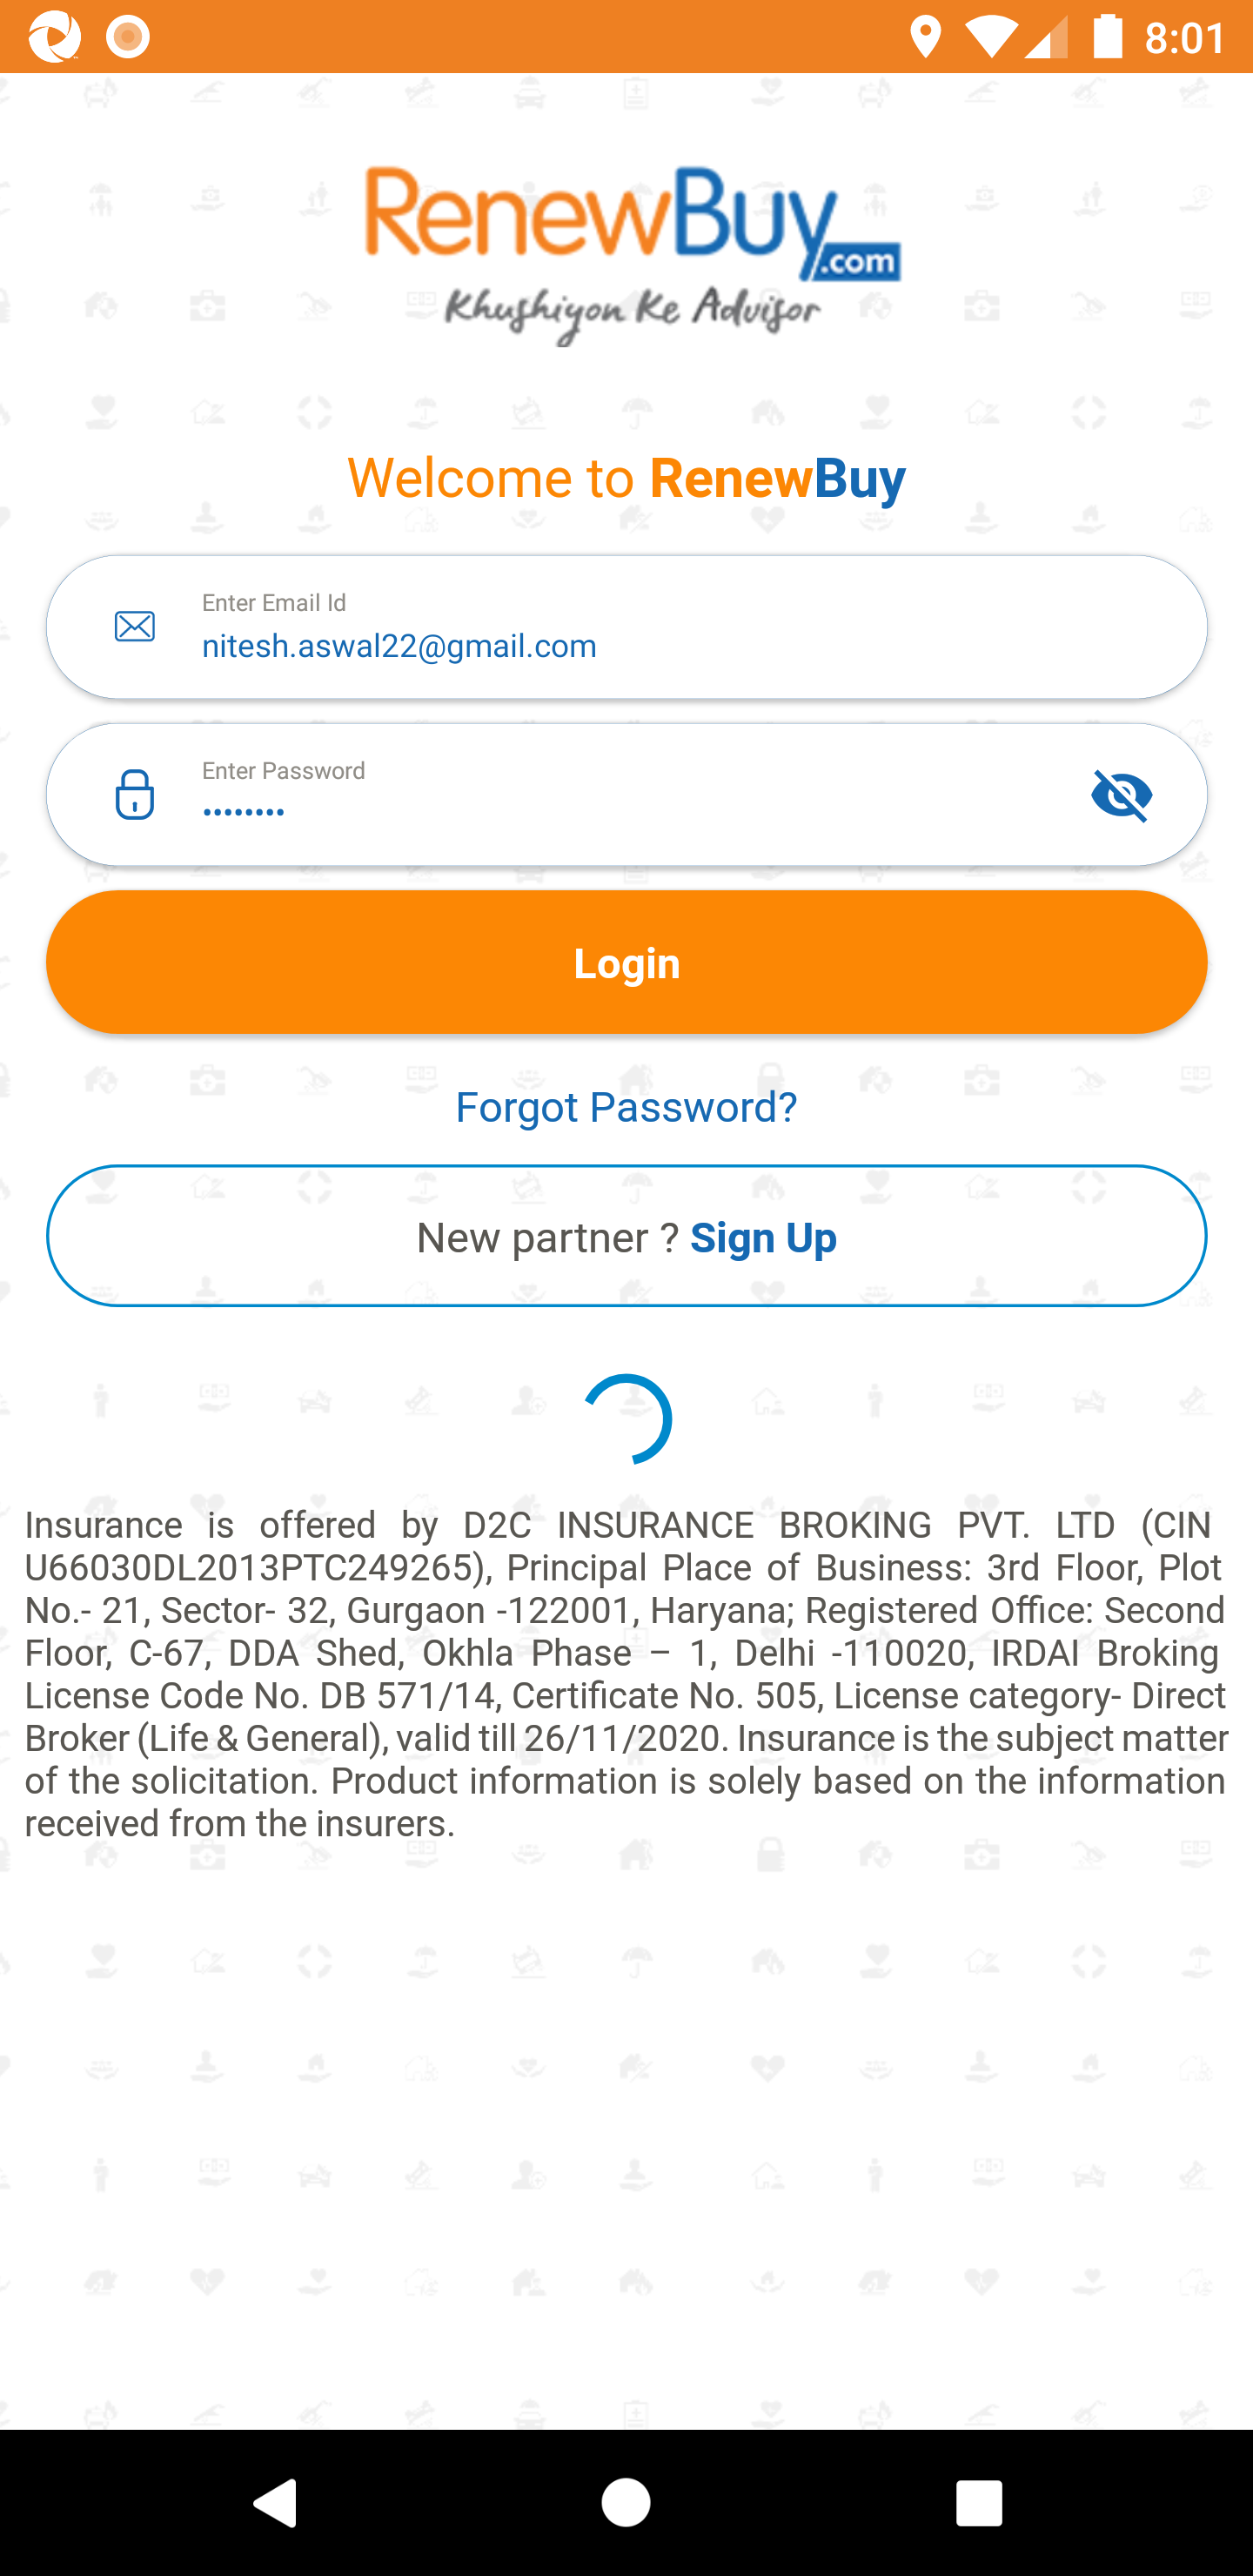 8:01
RenewBuy
.com
Khushiyon Ke Advisor
Welcome to RenewBuy
Enter Email Id
nitesh.aswal22@gmail.com
Enter Password
••••••••
Login
Forgot Password?
New partner ? Sign Up
Insurance is offered by D2C INSURANCE BROKING PVT. LTD (CIN
U66030DL2013PTC249265), Principal Place of Business: 3rd Floor, Plot
No.- 21, Sector- 32, Gurgaon -122001, Haryana; Registered Office: Second
Floor, C-67, DDA Shed, Okhla Phase – 1, Delhi -110020, IRDAI Broking
License Code No. DB 571/14, Certificate No. 505, License category- Direct
Broker (Life & General), valid till 26/11/2020. Insurance is the subject matter
of the solicitation. Product information is solely based on the information
received from the insurers.